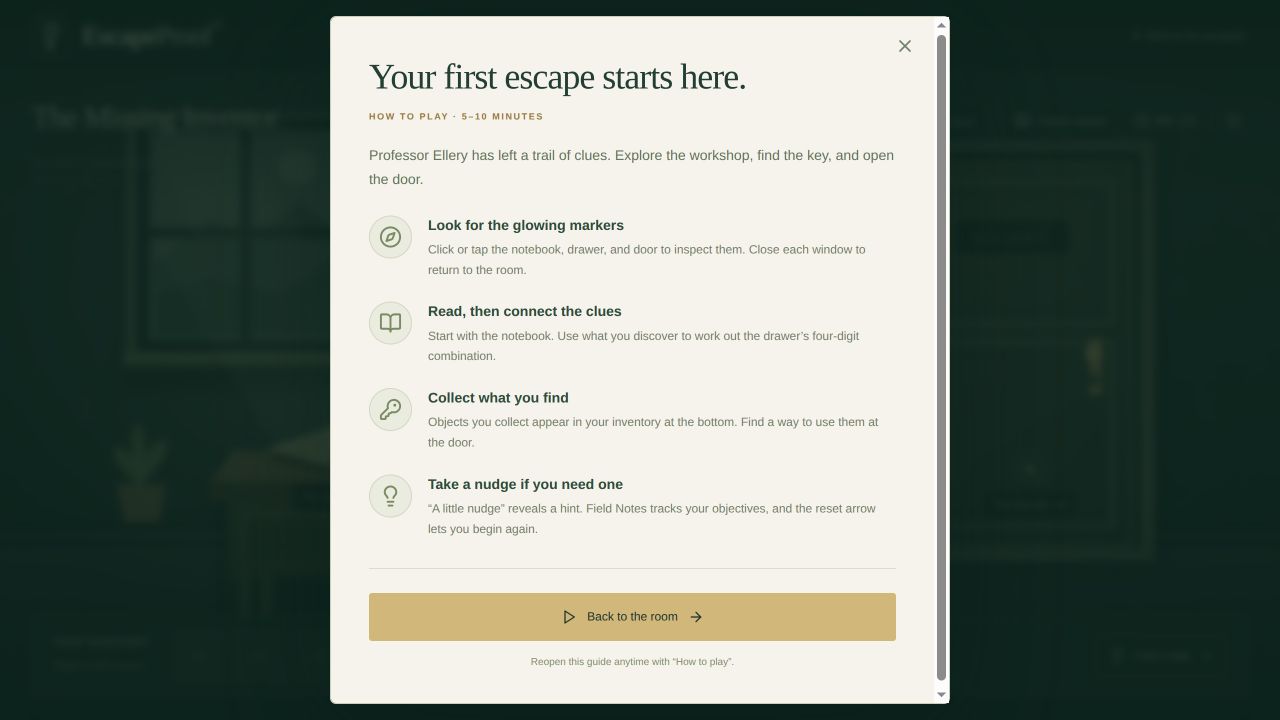 EscapeProof
The Missing Inventor
Your first escape starts here.
HOW TO PLAY · 5–10 MINUTES
Professor Ellery has left a trail of clues. Explore the workshop, find the key, and open
the door.
Look for the glowing markers
Click or tap the notebook, drawer, and door to inspect them. Close each window to
return to the room.
Read, then connect the clues
Start with the notebook. Use what you discover to work out the drawer’s four-digit
combination.
Collect what you find
Objects you collect appear in your inventory at the bottom. Find a way to use them at
the door.
Take a nudge if you need one
“A little nudge” reveals a hint. Field Notes tracks your objectives, and the reset arrow
lets you begin again.
Back to the room
Reopen this guide anytime with “How to play”.